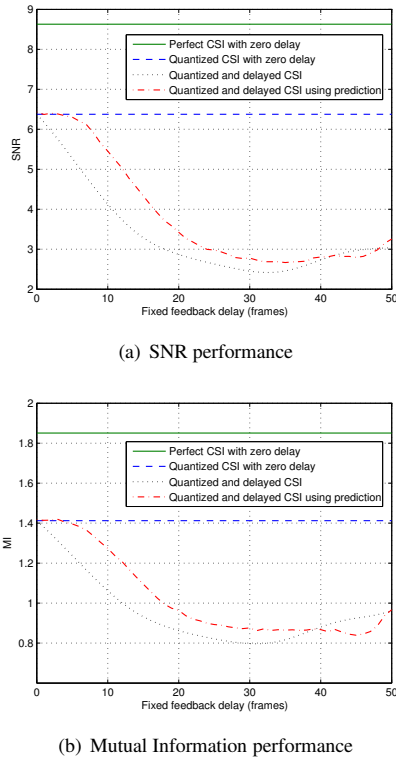 9
8
7
6
5
4
3
2
SNR
Perfect CSI with zero delay
Quantized CSI with zero delay
Quantized and delayed CSI
Quantized and delayed CSI using prediction
0 10 20 30 40 50
Fixed feedback delay (frames)
(a) SNR performance
2
1.8
1.6
1.4
1.2
1
0.8
MI
Perfect CSI with zero delay
Quantized CSI with zero delay
Quantized and delayed CSI
Quantized and delayed CSI using prediction
0 10 20 30 40 50
Fixed feedback delay (frames)
(b) Mutual Information performance